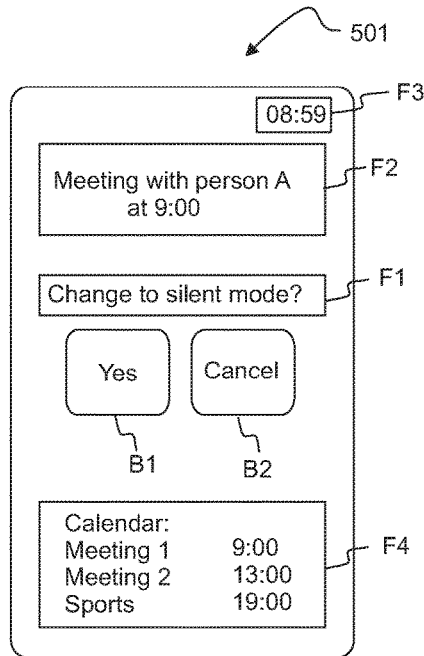 501
08:59
F3
Meeting with person A
at 9:00
F2
Change to silent mode?
F1
Yes
Cancel
B1
B2
Calendar:
Meeting 1 9:00
Meeting 2 13:00
Sports 19:00
F4